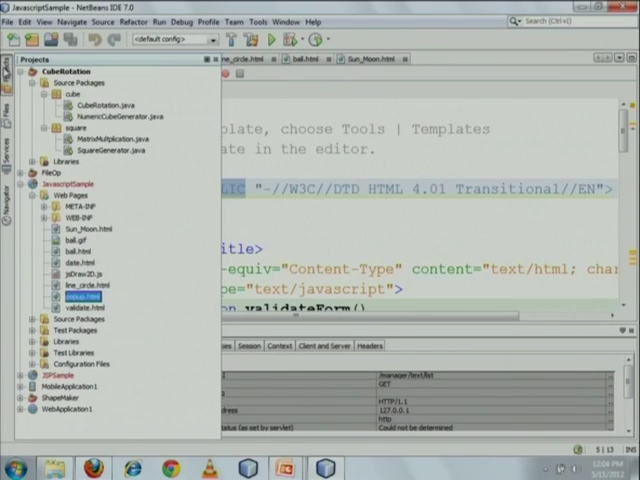 JavascriptSample - NetBeans IDE 7.0
File Edit View Navigate Source Refactor Run Debug Profile Team Tools Window Help
Search (Ctrl+I)
<default config>
Projects
line_circle.html
ball.html
Sun_Moon.html
CubeRotation
Source Packages
cube
CubeRotation.java
NumericCubeGenerator.java
square
MatrixMultiplication.java
SquareGenerator.java
Libraries
FileOp
JavascriptSample
Web Pages
META-INF
WEB-INF
Sun_Moon.html
ball.gif
ball.html
date.html
jsDraw2D.js
line_circle.html
popup.html
validate.html
Source Packages
Test Packages
Libraries
Test Libraries
Configuration Files
JSPSample
MobileApplication1
ShapeMaker
WebApplication1
Files
Services
Navigator
plate, choose Tools | Templates
ate in the editor.
LIC "-//W3C//DTD HTML 4.01 Transitional//EN">
itle>
-equiv="Content-Type" content="text/html; char
pe="text/javascript">
on validateForm()
Session Context Client and Server Headers
/manager/text/list
GET
HTTP/1.1
127.0.0.1
http
status (as set by servlet) Could not be determined
5 | 13 INS
12:04 PM
5/11/2012